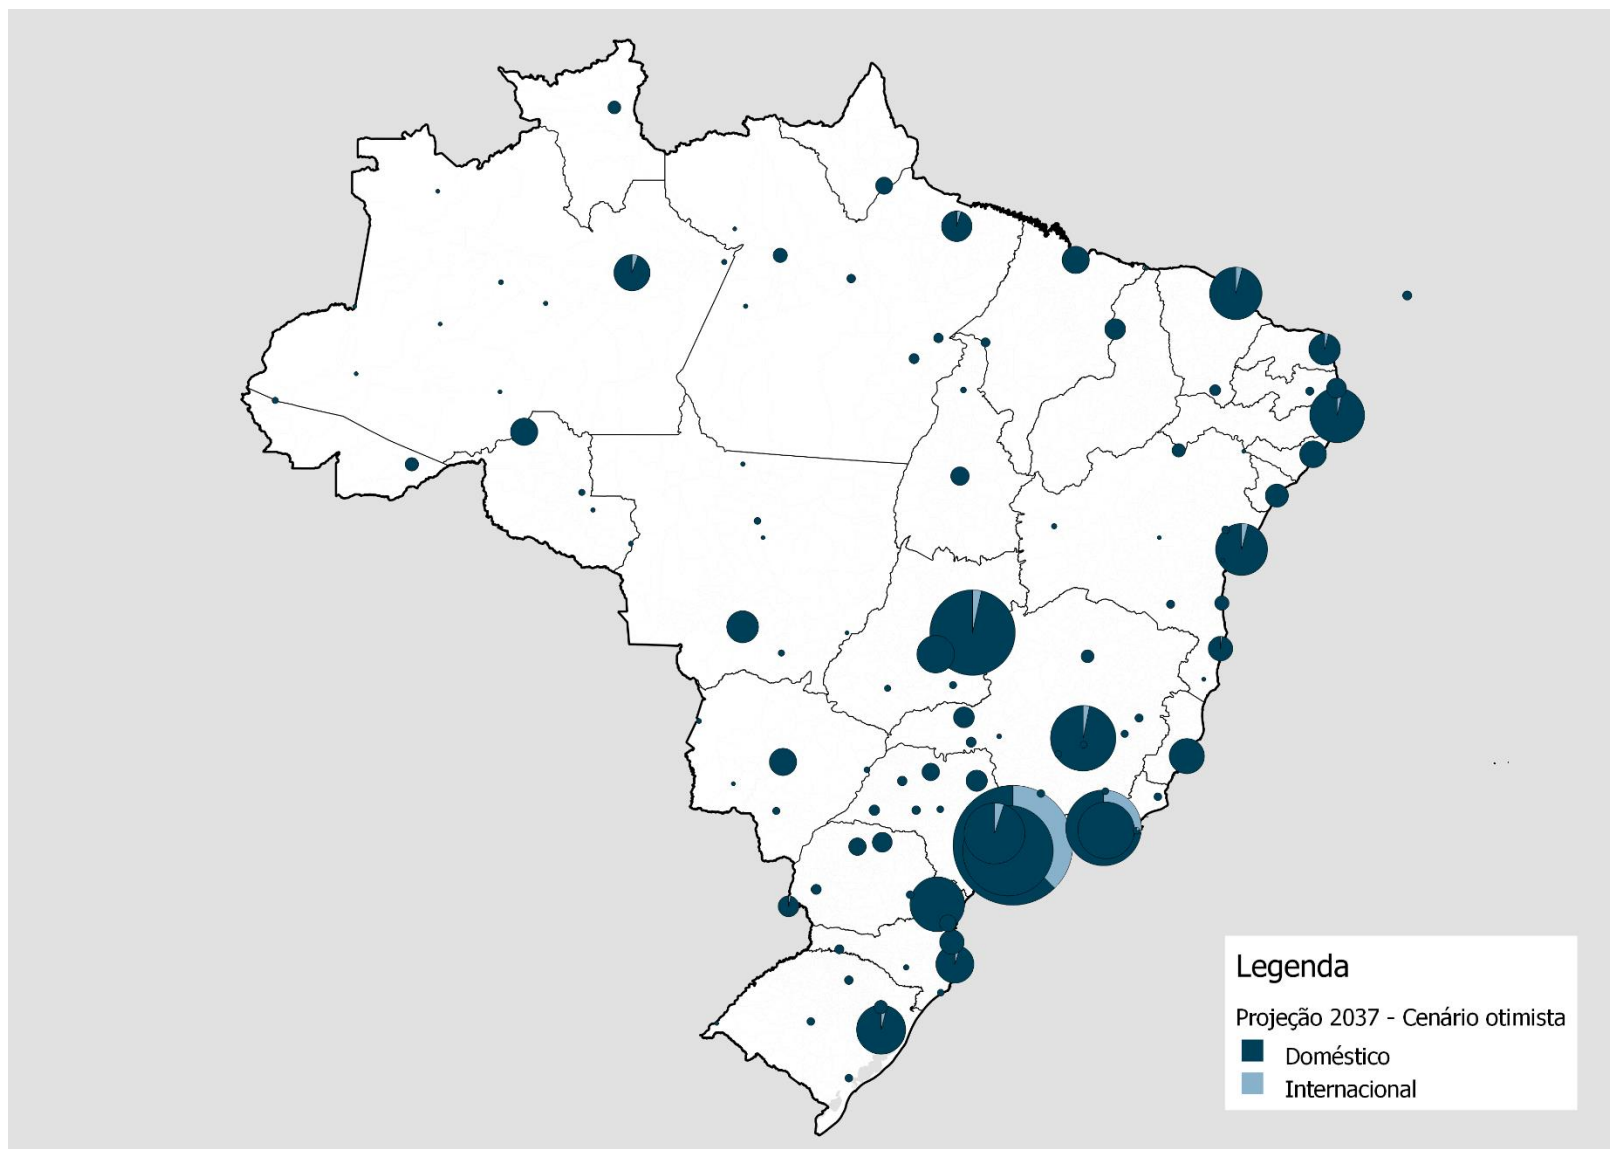 Legenda
Projeção 2037 - Cenário otimista
Doméstico
Internacional